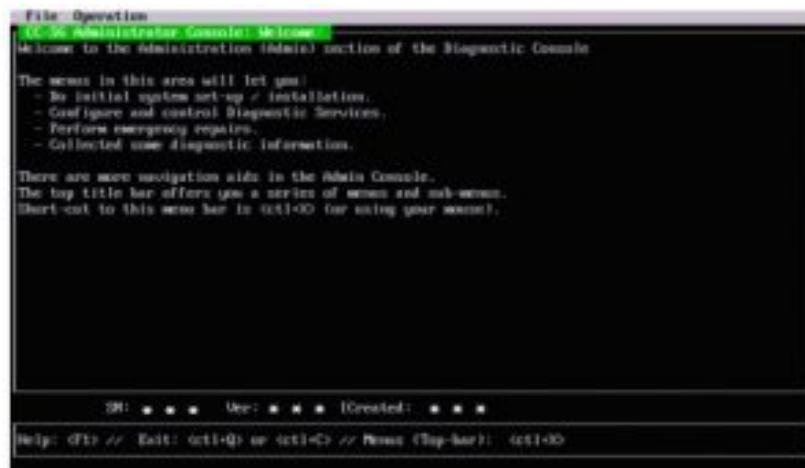 File Operation
CC-SG Administrator Console: Welcome
Welcome to the Administration (Admin) section of the Diagnostic Console
The menus in this area will let you:
- Do initial system set-up / installation.
- Configure and control Diagnostic Services.
- Perform emergency repairs.
- Collected some diagnostic information.
There are more navigation aids in the Admin Console.
The top title bar offers you a series of menus and sub-menus.
Short-cut to this menu bar is <ctl+X> (or using your mouse).
SN: Ver: [Created:
Help: <F1> // Exit: <ctl+Q> or <ctl+C> // Menus (Top-bar): <ctl+X>